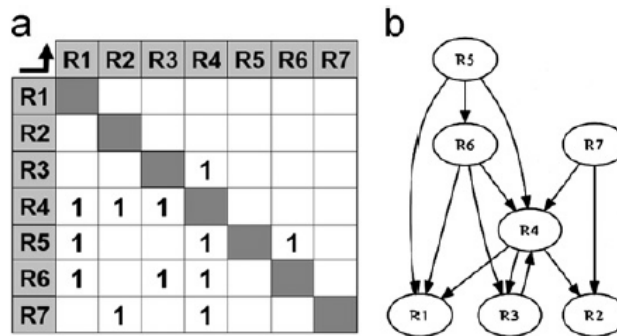 a
R1 R2 R3 R4 R5 R6 R7
R1
R2
R3 1
R4 1 1 1
R5 1 1 1
R6 1 1 1
R7 1 1
b
R5
R6 R7
R4
R1 R3 R2